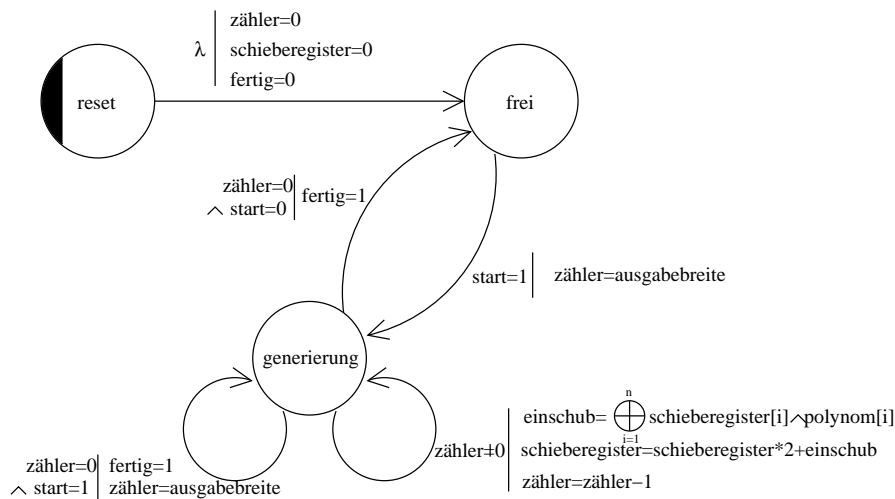 zähler=0
λ schieberegister=0
fertig=0
reset
frei
zähler=0 fertig=1
∧ start=0
start=1 zähler=ausgabebreite
generierung
n
einschub= ⊕ schieberegister[i]∧polynom[i]
i=1
zähler≠0 schieberegister=schieberegister*2+einschub
zähler=zähler−1
zähler=0 fertig=1
∧ start=1 zähler=ausgabebreite